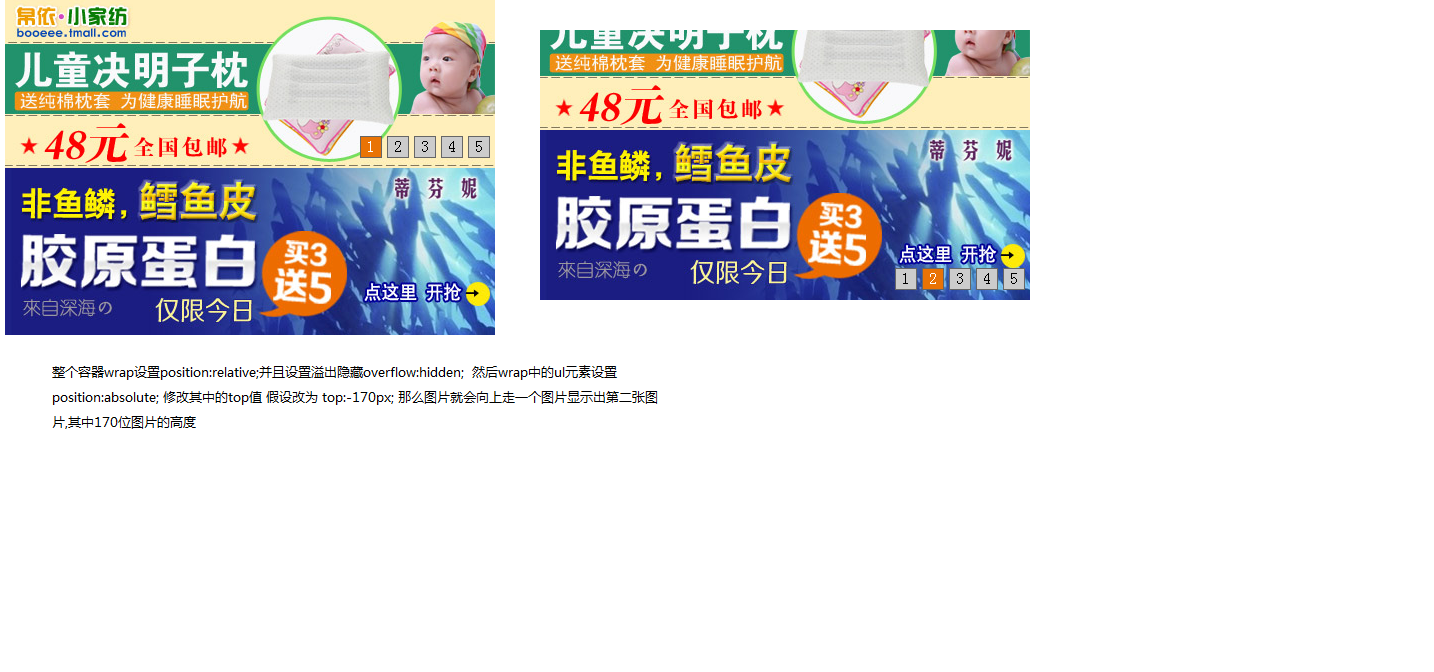 帛依·小家纺
booeee.tmall.com
儿童决明子枕
送纯棉枕套 为健康睡眠护航
★48元全国包邮★
1 2 3 4 5
蒂芬妮
非鱼鳞，鳕鱼皮
胶原蛋白
买3
送5
來自深海の
仅限今日
点这里 开抢
儿童决明子枕
送纯棉枕套 为健康睡眠护航
★48元全国包邮★
蒂芬妮
非鱼鳞，鳕鱼皮
胶原蛋白
买3
送5
來自深海の
仅限今日
点这里 开抢
1 2 3 4 5
整个容器wrap设置position:relative;并且设置溢出隐藏overflow:hidden; 然后wrap中的ul元素设置
position:absolute; 修改其中的top值 假设改为 top:-170px; 那么图片就会向上走一个图片显示出第二张图
片,其中170位图片的高度